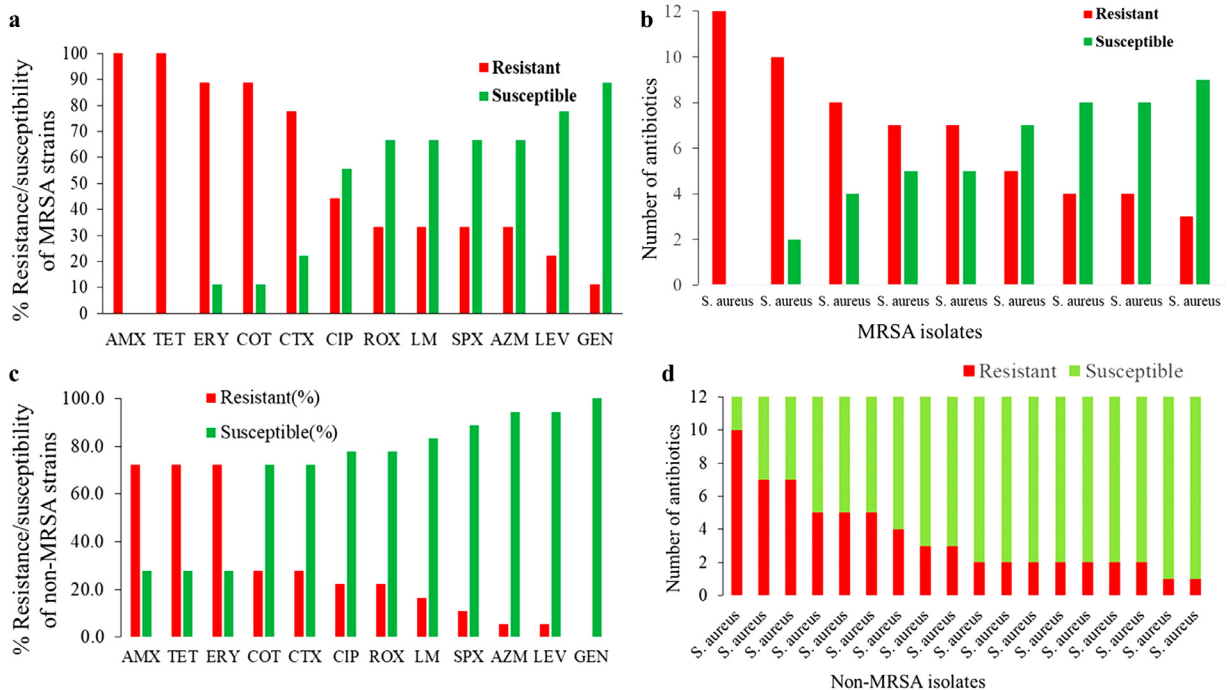 a
% Resistance/susceptibility
of MRSA strains
100
90
80
70
60
50
40
30
20
10
0
Resistant
Susceptible
AMX TET ERY COT CTX CIP ROX LM SPX AZM LEV GEN
b
Number of antibiotics
12
10
8
6
4
2
0
Resistant
Susceptible
S. aureus S. aureus S. aureus S. aureus S. aureus S. aureus S. aureus S. aureus S. aureus
MRSA isolates
c
% Resistance/susceptibility
of non-MRSA strains
100.0
80.0
60.0
40.0
20.0
0.0
Resistant(%)
Susceptible(%)
AMX TET ERY COT CTX CIP ROX LM SPX AZM LEV GEN
d
Resistant Susceptible
Number of antibiotics
12
10
8
6
4
2
0
S. aureus S. aureus S. aureus S. aureus S. aureus S. aureus S. aureus S. aureus S. aureus S. aureus S. aureus S. aureus S. aureus S. aureus S. aureus S. aureus S. aureus S. aureus
Non-MRSA isolates